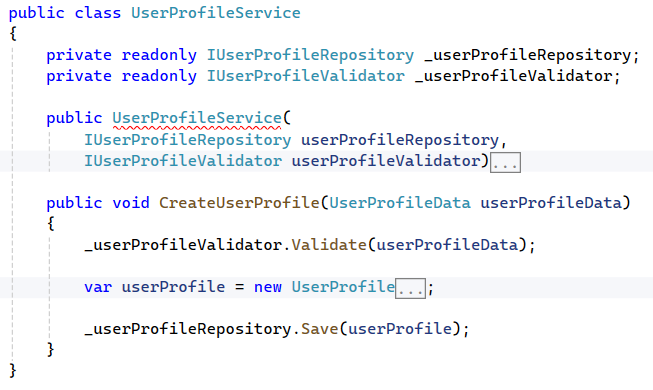 public class UserProfileService
{
    private readonly IUserProfileRepository _userProfileRepository;
    private readonly IUserProfileValidator _userProfileValidator;

    public UserProfileService(
        IUserProfileRepository userProfileRepository,
        IUserProfileValidator userProfileValidator)...

    public void CreateUserProfile(UserProfileData userProfileData)
    {
        _userProfileValidator.Validate(userProfileData);

        var userProfile = new UserProfile...;

        _userProfileRepository.Save(userProfile);
    }
}